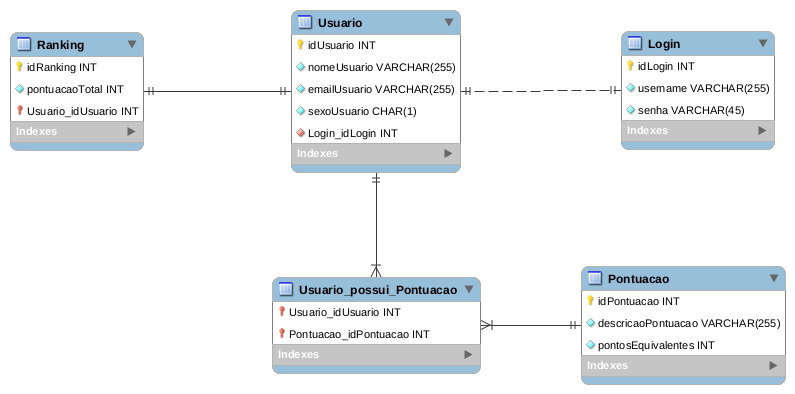 Ranking
idRanking INT
pontuacaoTotal INT
Usuario_idUsuario INT
Indexes
Usuario
idUsuario INT
nomeUsuario VARCHAR(255)
emailUsuario VARCHAR(255)
sexoUsuario CHAR(1)
Login_idLogin INT
Indexes
Login
idLogin INT
username VARCHAR(255)
senha VARCHAR(45)
Indexes
Usuario_possui_Pontuacao
Usuario_idUsuario INT
Pontuacao_idPontuacao INT
Indexes
Pontuacao
idPontuacao INT
descricaoPontuacao VARCHAR(255)
pontosEquivalentes INT
Indexes